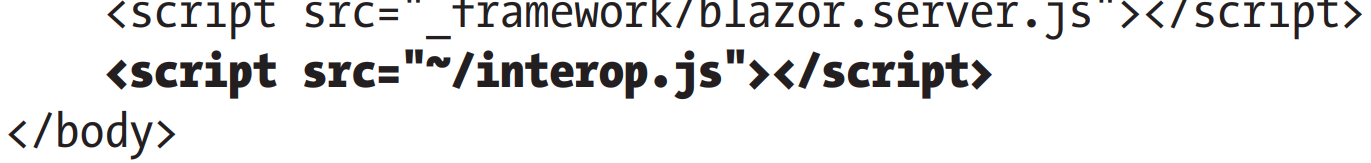 <script src="_framework/blazor.server.js"></script>
<script src="~/interop.js"></script>
</body>